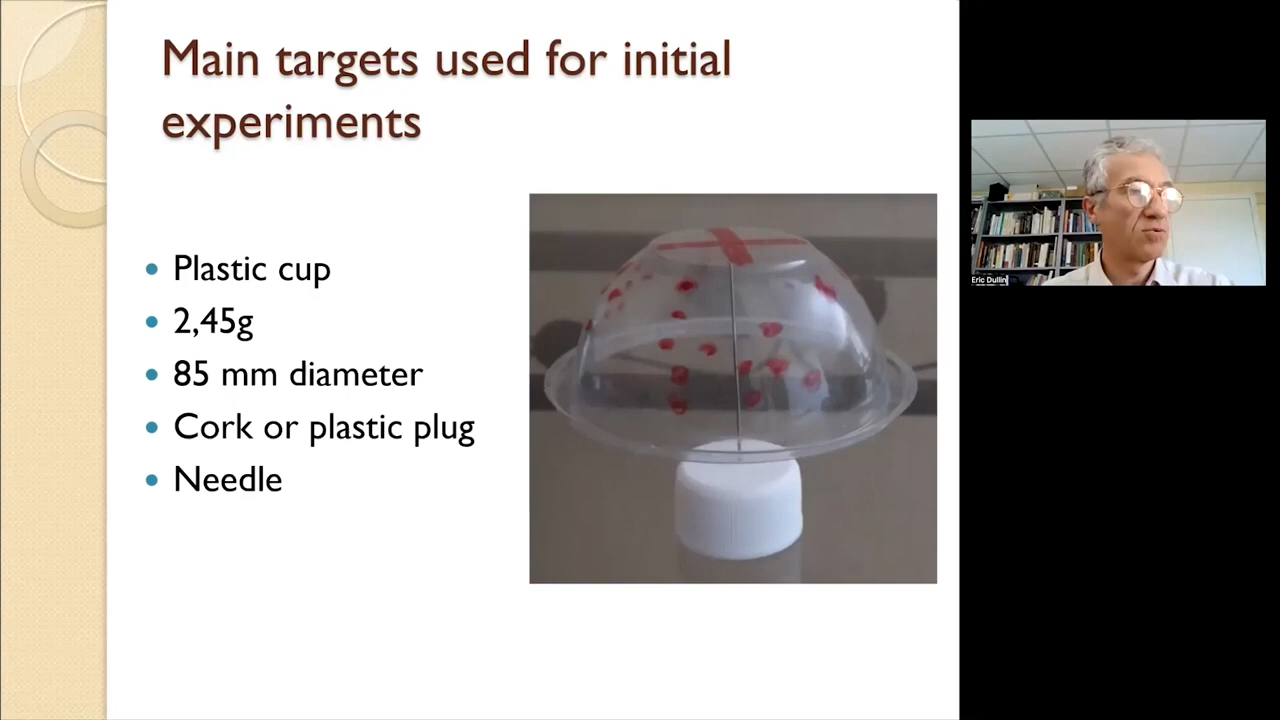 Main targets used for initial
experiments
Plastic cup
2,45g
85 mm diameter
Cork or plastic plug
Needle
Eric Dullin